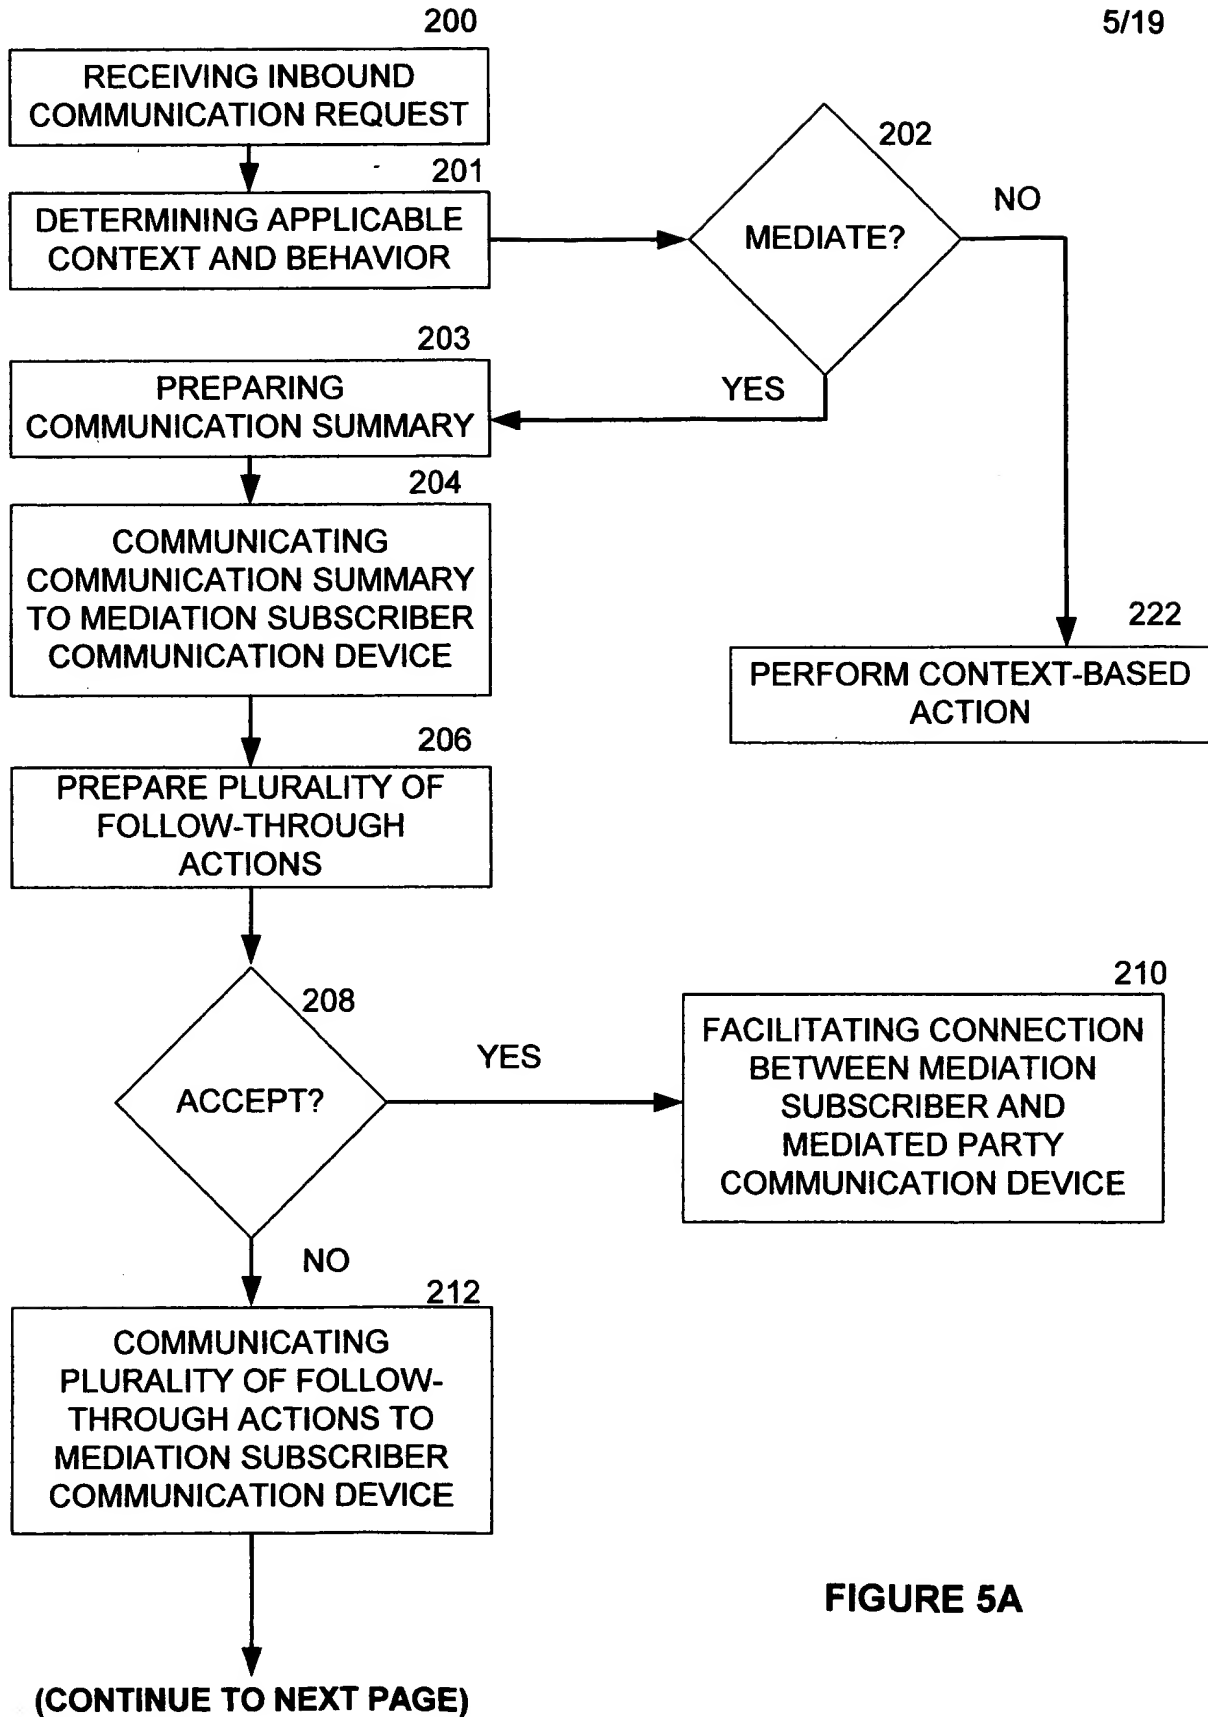 200
5/19
RECEIVING INBOUND
COMMUNICATION REQUEST
201
DETERMINING APPLICABLE
CONTEXT AND BEHAVIOR
202
MEDIATE?
NO
YES
203
PREPARING
COMMUNICATION SUMMARY
204
COMMUNICATING
COMMUNICATION SUMMARY
TO MEDIATION SUBSCRIBER
COMMUNICATION DEVICE
222
PERFORM CONTEXT-BASED
ACTION
206
PREPARE PLURALITY OF
FOLLOW-THROUGH
ACTIONS
208
ACCEPT?
YES
210
FACILITATING CONNECTION
BETWEEN MEDIATION
SUBSCRIBER AND
MEDIATED PARTY
COMMUNICATION DEVICE
NO
212
COMMUNICATING
PLURALITY OF FOLLOW-
THROUGH ACTIONS TO
MEDIATION SUBSCRIBER
COMMUNICATION DEVICE
FIGURE 5A
(CONTINUE TO NEXT PAGE)